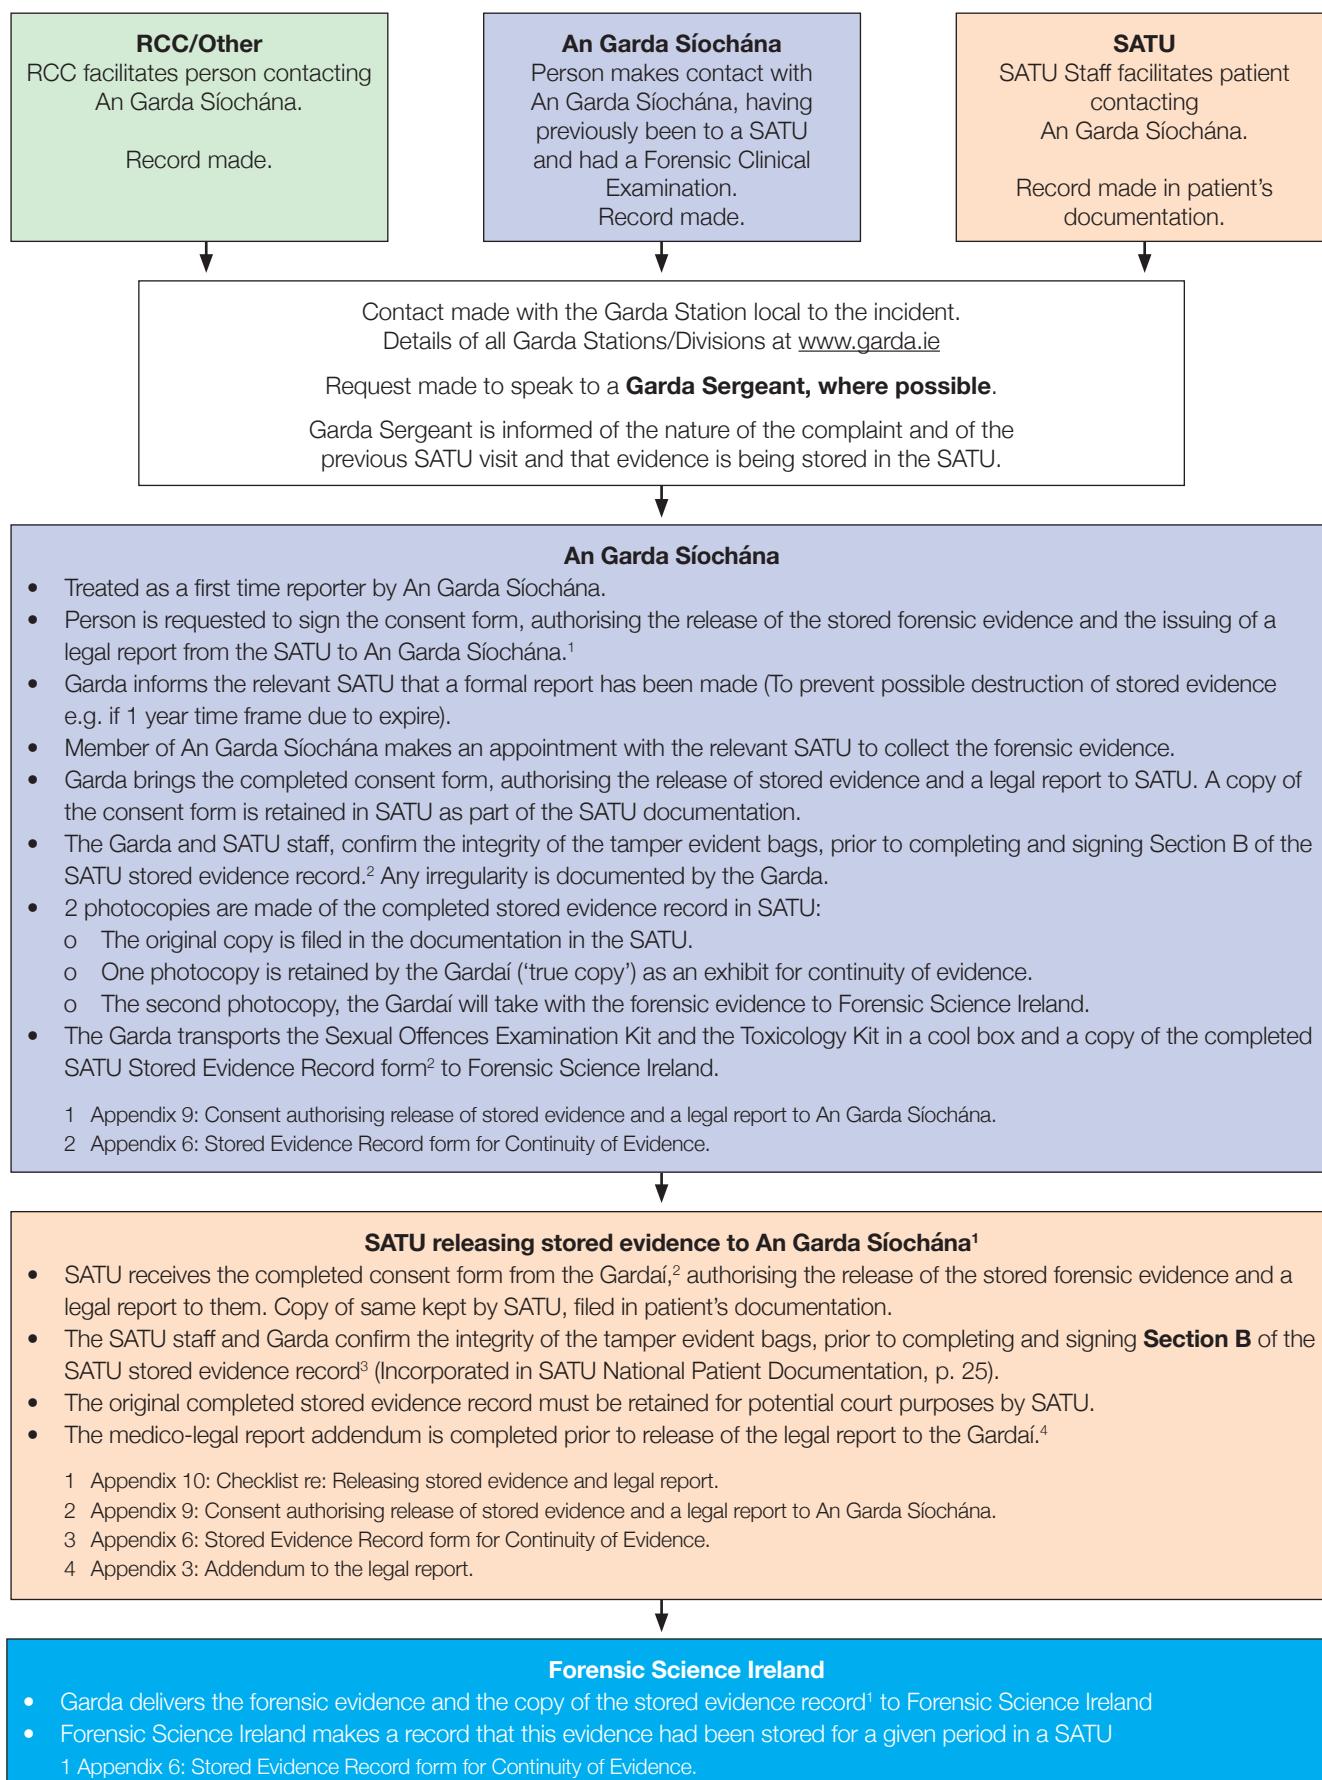 RCC/Other
RCC facilitates person contacting
An Garda Síochána.
Record made.
An Garda Síochána
Person makes contact with
An Garda Síochána, having
previously been to a SATU
and had a Forensic Clinical
Examination.
Record made.
SATU
SATU Staff facilitates patient
contacting
An Garda Síochána.
Record made in patient's
documentation.
Contact made with the Garda Station local to the incident.
Details of all Garda Stations/Divisions at www.garda.ie
Request made to speak to a Garda Sergeant, where possible.
Garda Sergeant is informed of the nature of the complaint and of the
previous SATU visit and that evidence is being stored in the SATU.
An Garda Síochána
• Treated as a first time reporter by An Garda Síochána.
• Person is requested to sign the consent form, authorising the release of the stored forensic evidence and the issuing of a
legal report from the SATU to An Garda Síochána.1
• Garda informs the relevant SATU that a formal report has been made (To prevent possible destruction of stored evidence
e.g. if 1 year time frame due to expire).
• Member of An Garda Síochána makes an appointment with the relevant SATU to collect the forensic evidence.
• Garda brings the completed consent form, authorising the release of stored evidence and a legal report to SATU. A copy of
the consent form is retained in SATU as part of the SATU documentation.
• The Garda and SATU staff, confirm the integrity of the tamper evident bags, prior to completing and signing Section B of the
SATU stored evidence record.2 Any irregularity is documented by the Garda.
• 2 photocopies are made of the completed stored evidence record in SATU:
o The original copy is filed in the documentation in the SATU.
o One photocopy is retained by the Gardaí ('true copy') as an exhibit for continuity of evidence.
o The second photocopy, the Gardaí will take with the forensic evidence to Forensic Science Ireland.
• The Garda transports the Sexual Offences Examination Kit and the Toxicology Kit in a cool box and a copy of the completed
SATU Stored Evidence Record form2 to Forensic Science Ireland.
1 Appendix 9: Consent authorising release of stored evidence and a legal report to An Garda Síochána.
2 Appendix 6: Stored Evidence Record form for Continuity of Evidence.
SATU releasing stored evidence to An Garda Síochána1
• SATU receives the completed consent form from the Gardaí,2 authorising the release of the stored forensic evidence and a
legal report to them. Copy of same kept by SATU, filed in patient's documentation.
• The SATU staff and Garda confirm the integrity of the tamper evident bags, prior to completing and signing Section B of the
SATU stored evidence record3 (Incorporated in SATU National Patient Documentation, p. 25).
• The original completed stored evidence record must be retained for potential court purposes by SATU.
• The medico-legal report addendum is completed prior to release of the legal report to the Gardaí.4
1 Appendix 10: Checklist re: Releasing stored evidence and legal report.
2 Appendix 9: Consent authorising release of stored evidence and a legal report to An Garda Síochána.
3 Appendix 6: Stored Evidence Record form for Continuity of Evidence.
4 Appendix 3: Addendum to the legal report.
Forensic Science Ireland
• Garda delivers the forensic evidence and the copy of the stored evidence record1 to Forensic Science Ireland
• Forensic Science Ireland makes a record that this evidence had been stored for a given period in a SATU
1 Appendix 6: Stored Evidence Record form for Continuity of Evidence.